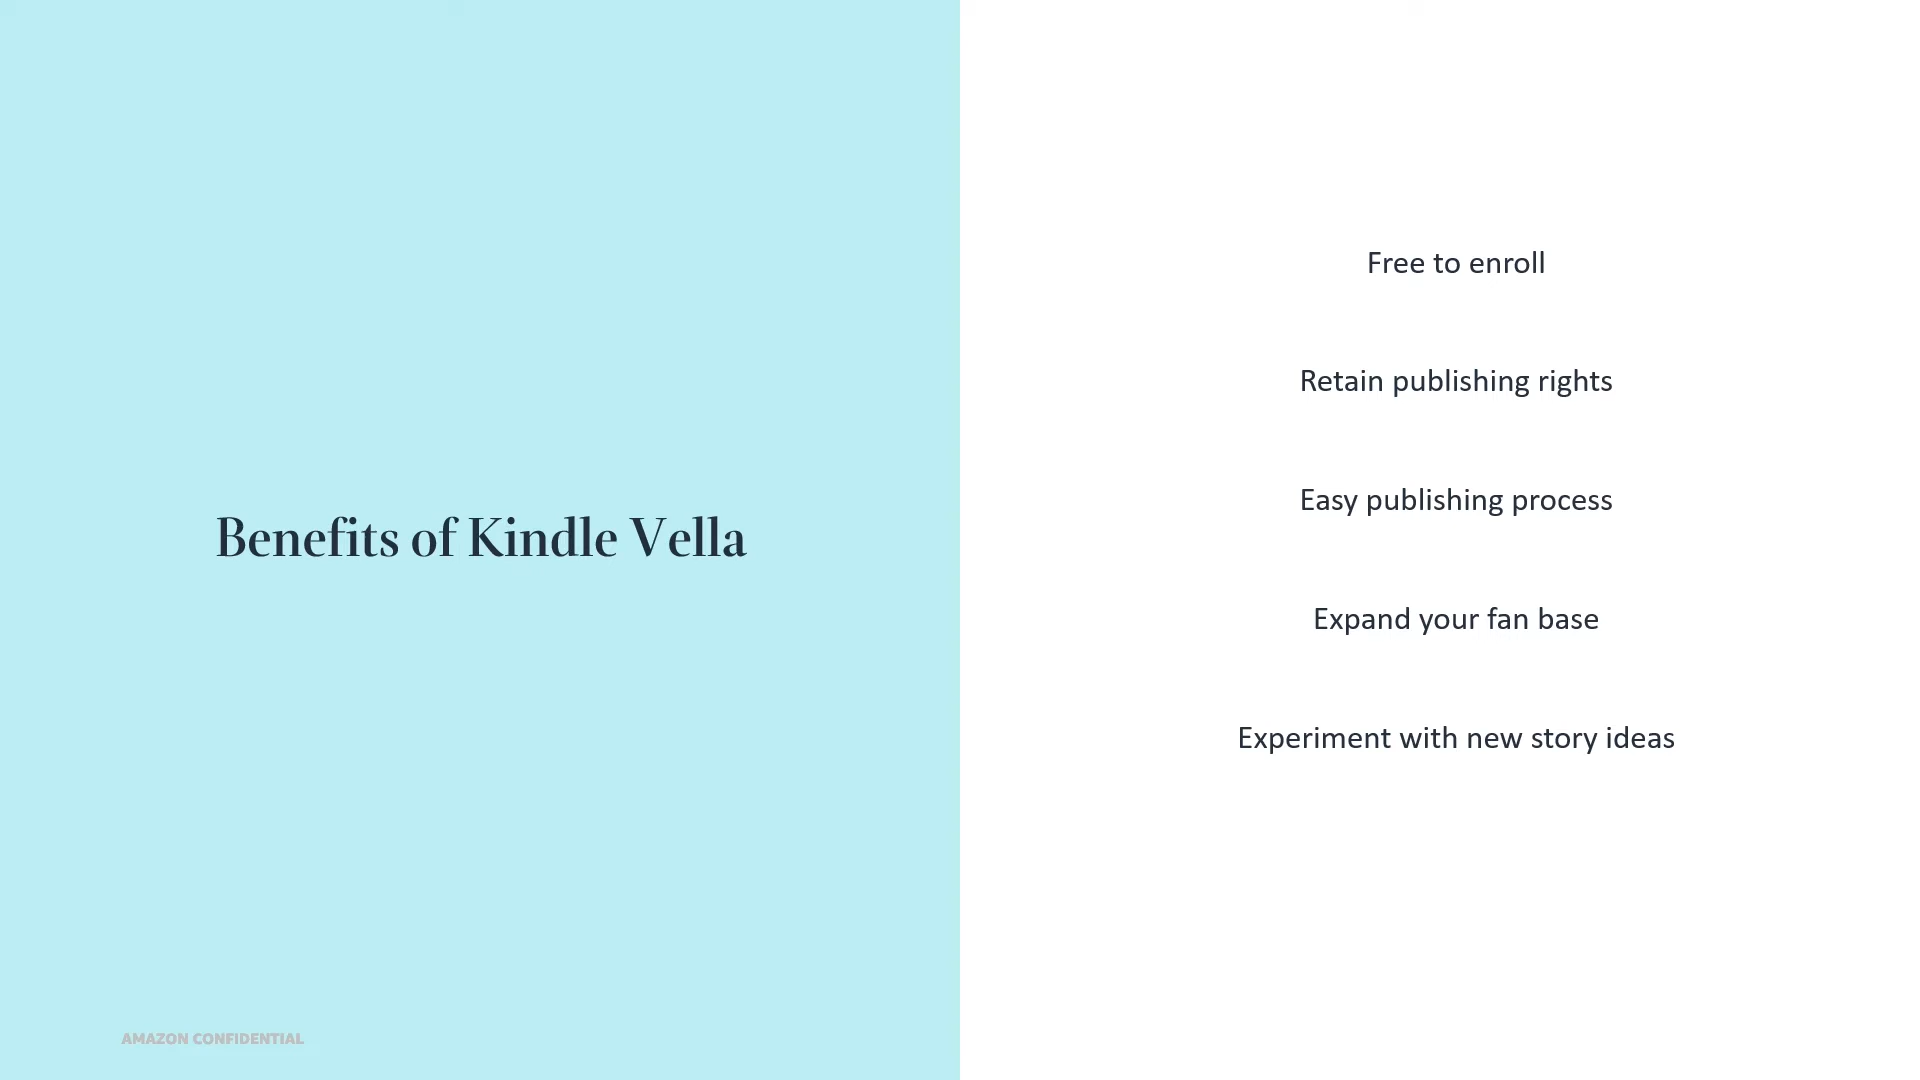 Benefits of Kindle Vella
Free to enroll
Retain publishing rights
Easy publishing process
Expand your fan base
Experiment with new story ideas
AMAZON CONFIDENTIAL